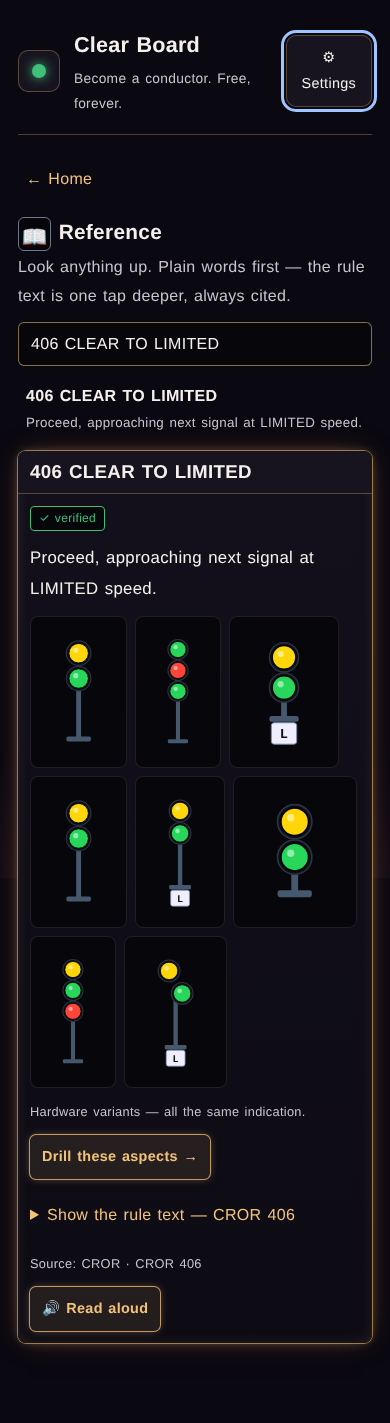 Clear Board
Become a conductor. Free,
forever.
⚙
Settings
← Home
📖 Reference
Look anything up. Plain words first — the rule
text is one tap deeper, always cited.
406 CLEAR TO LIMITED
406 CLEAR TO LIMITED
Proceed, approaching next signal at LIMITED speed.
406 CLEAR TO LIMITED
✓ verified
Proceed, approaching next signal at
LIMITED speed.
L
L
L
Hardware variants — all the same indication.
Drill these aspects →
▶ Show the rule text — CROR 406
Source: CROR · CROR 406
🔊 Read aloud